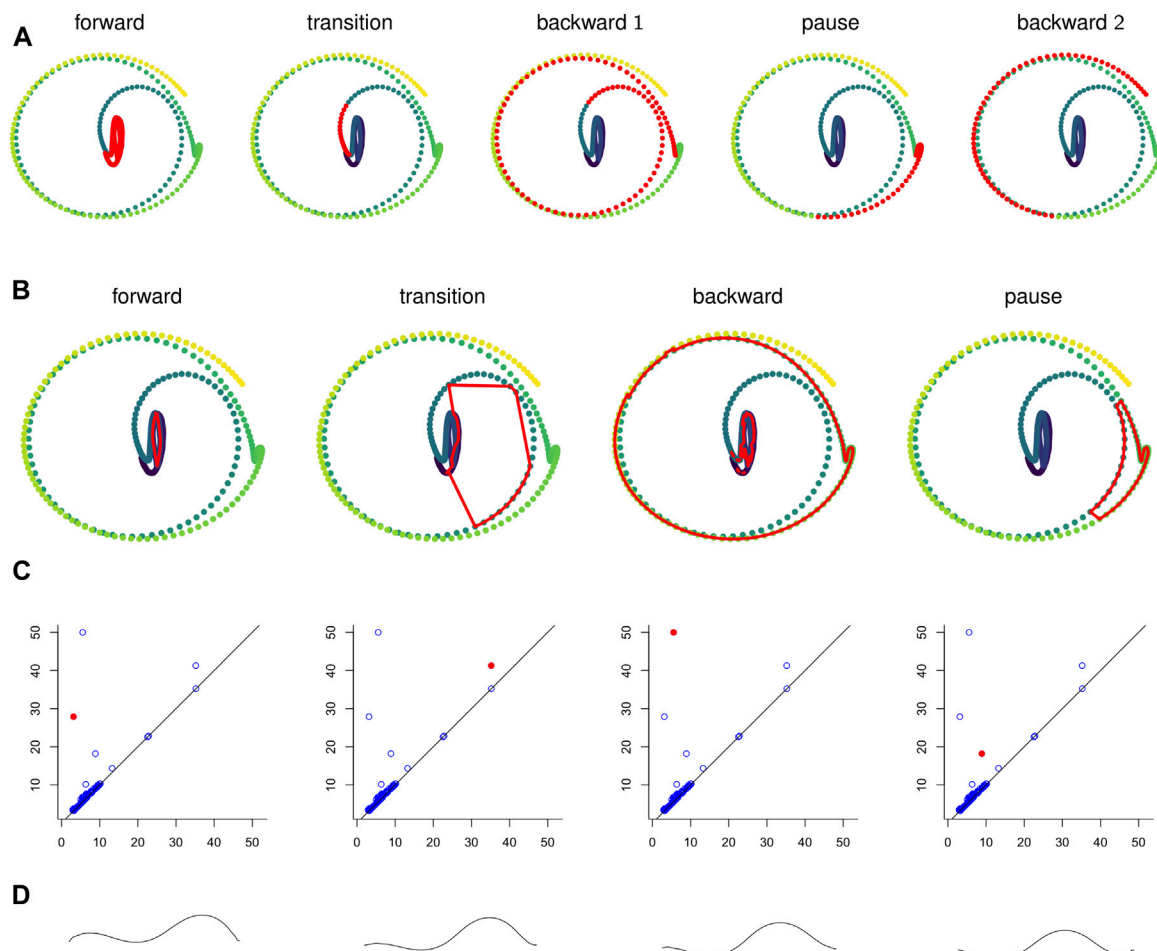 A
forward transition backward 1 pause backward 2
B
forward transition backward pause
C
50 50 50 50
40 40 40 40
30 30 30 30
20 20 20 20
10 10 10 10
0 10 20 30 40 50 0 10 20 30 40 50 0 10 20 30 40 50 0 10 20 30 40 50
D